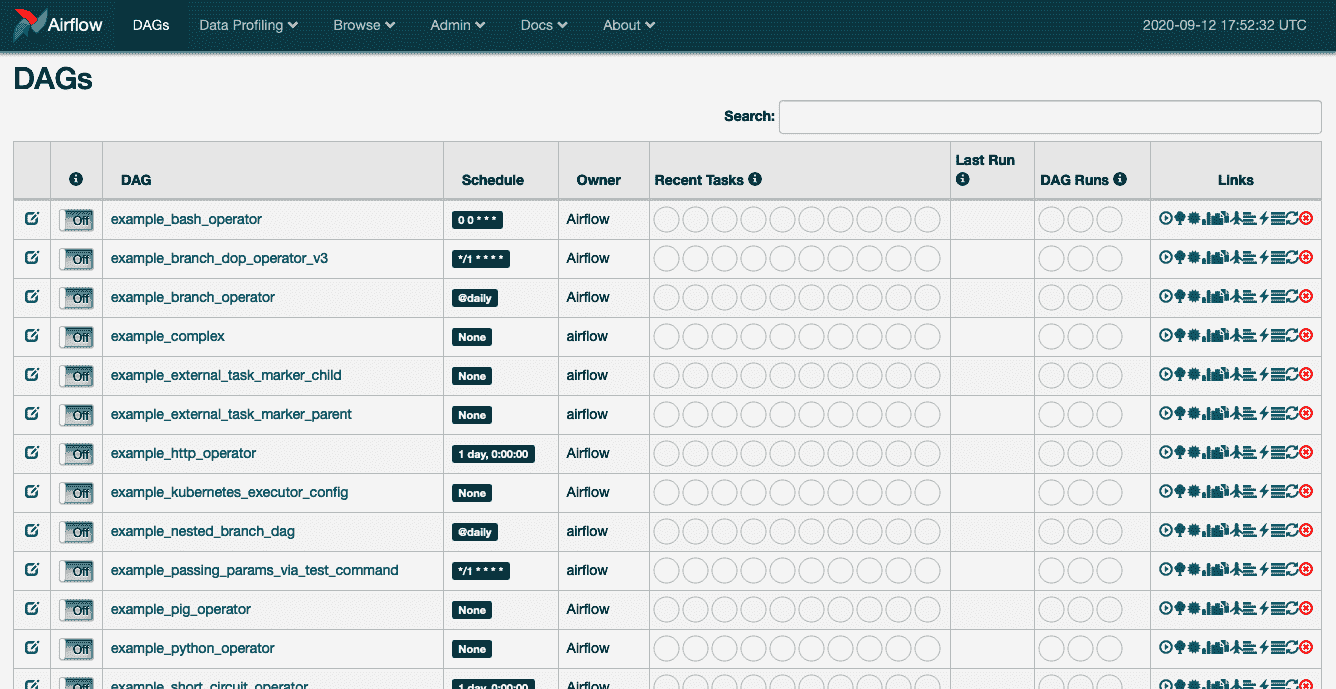 Airflow DAGs Data Profiling Browse Admin Docs About 2020-09-12 17:52:32 UTC
DAGs
Search:
DAG Schedule Owner Recent Tasks Last Run DAG Runs Links
Off example_bash_operator 0 0 * * * Airflow
Off example_branch_dop_operator_v3 */1 * * * * Airflow
Off example_branch_operator @daily Airflow
Off example_complex None airflow
Off example_external_task_marker_child None airflow
Off example_external_task_marker_parent None airflow
Off example_http_operator 1 day, 0:00:00 Airflow
Off example_kubernetes_executor_config None Airflow
Off example_nested_branch_dag @daily airflow
Off example_passing_params_via_test_command */1 * * * * airflow
Off example_pig_operator None Airflow
Off example_python_operator None Airflow
Off example_short_circuit_operator 1 day, 0:00:00 Airflow